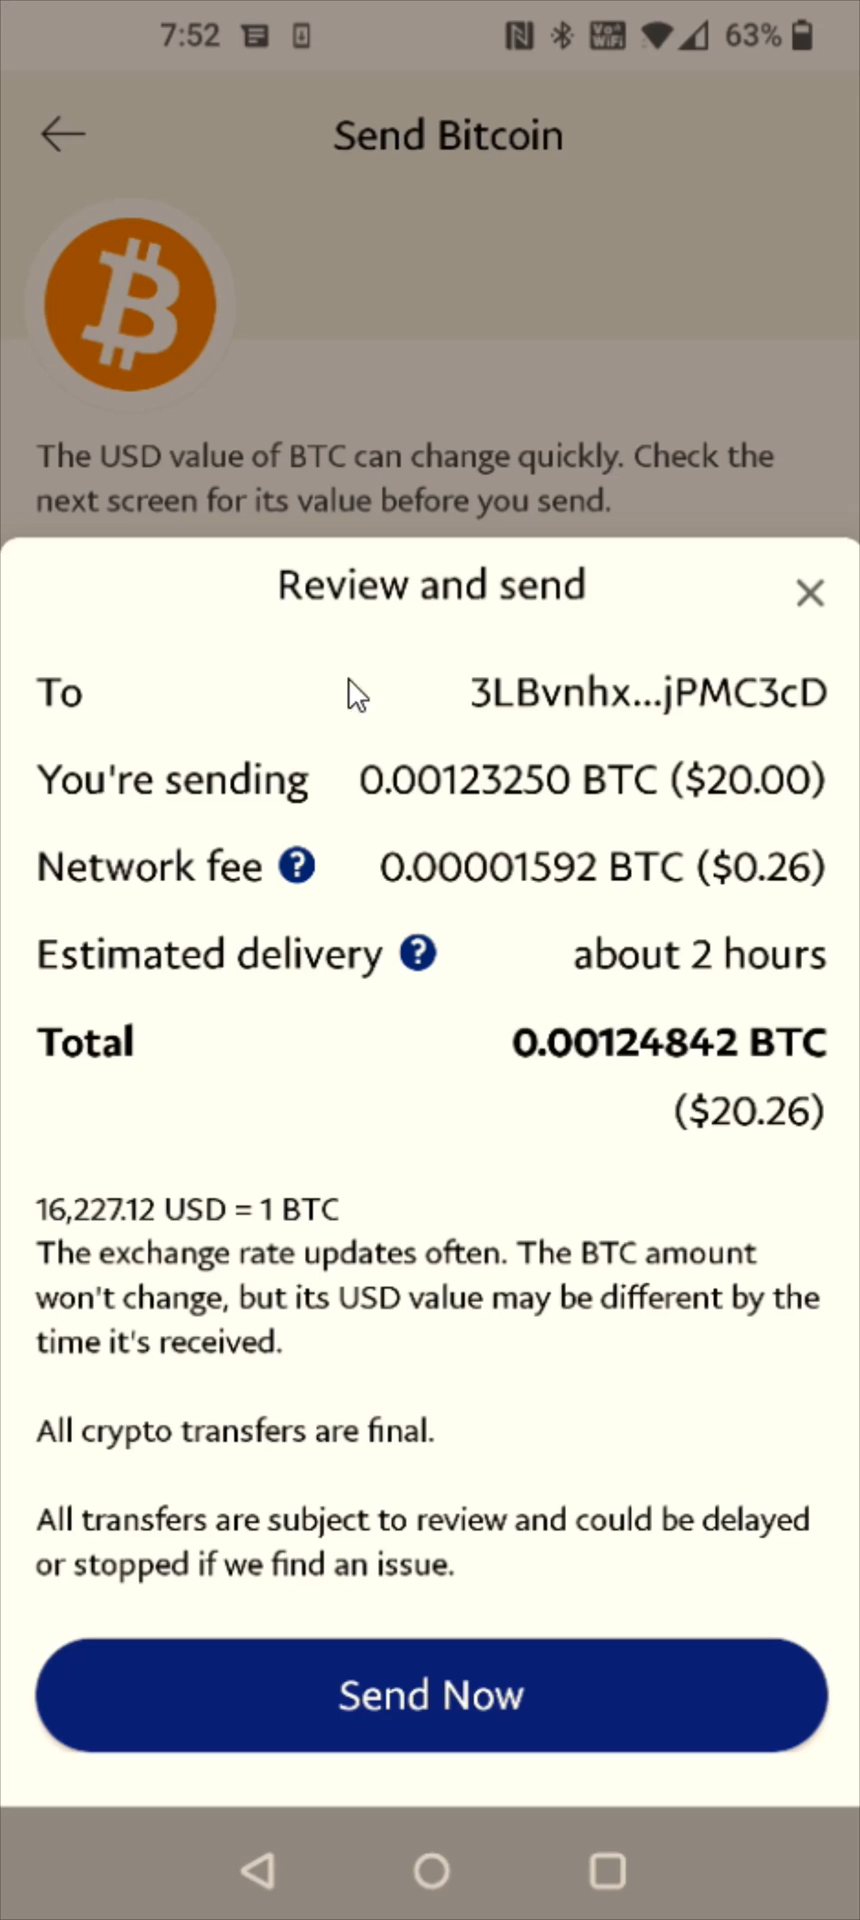 7:52
Vo
WiFi
63%
Send Bitcoin
The USD value of BTC can change quickly. Check the
next screen for its value before you send.
Review and send
To 3LBvnhx...jPMC3cD
You're sending 0.00123250 BTC ($20.00)
Network fee ? 0.00001592 BTC ($0.26)
Estimated delivery ? about 2 hours
Total 0.00124842 BTC
($20.26)
16,227.12 USD = 1 BTC
The exchange rate updates often. The BTC amount
won't change, but its USD value may be different by the
time it's received.
All crypto transfers are final.
All transfers are subject to review and could be delayed
or stopped if we find an issue.
Send Now